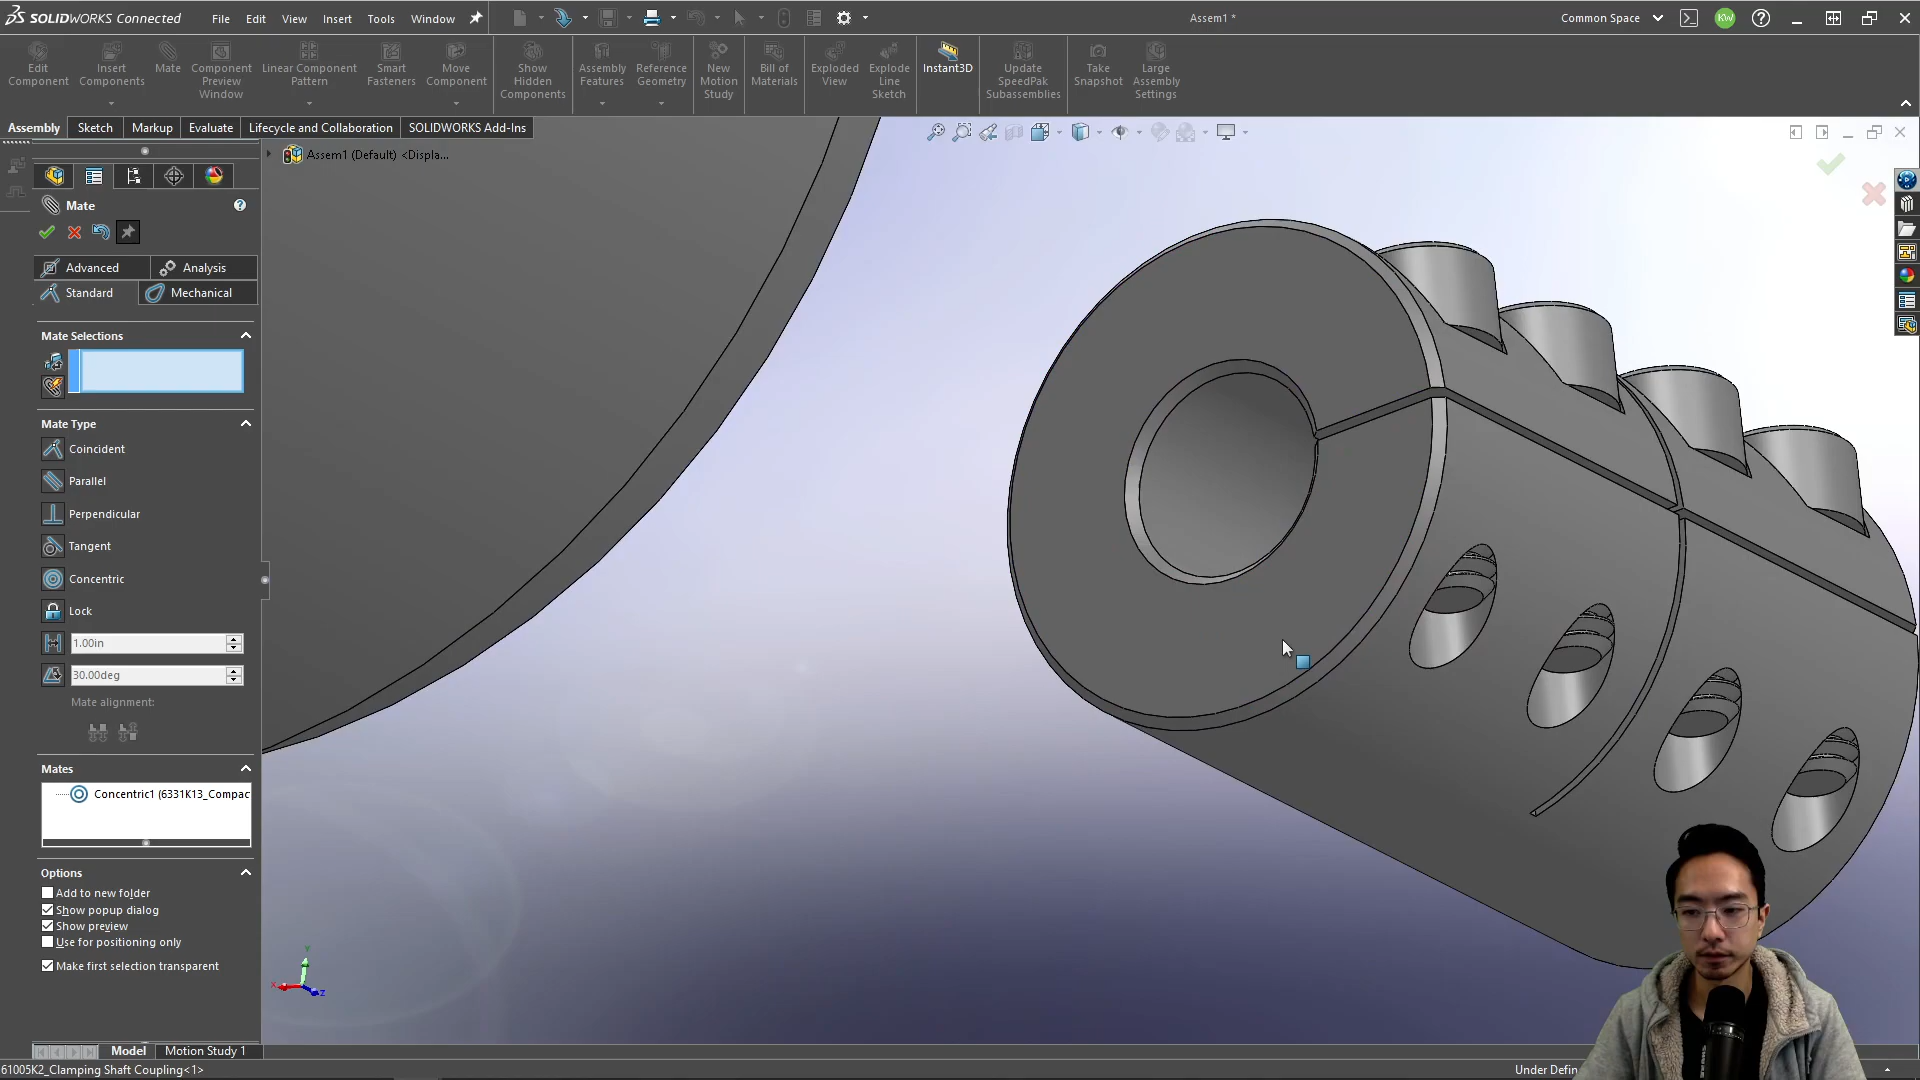 SOLIDWORKS Connected
File
Edit
View
Insert
Tools
Window
Assem1 *
Common Space
KW
Edit Component
Insert Components
Mate
Component Preview Window
Linear Component Pattern
Smart Fasteners
Move Component
Show Hidden Components
Assembly Features
Reference Geometry
New Motion Study
Bill of Materials
Exploded View
Explode Line Sketch
Instant3D
Update SpeedPak Subassemblies
Take Snapshot
Large Assembly Settings
Assembly
Sketch
Markup
Evaluate
Lifecycle and Collaboration
SOLIDWORKS Add-Ins
Assem1 (Default) <Displa...
Mate
Advanced
Analysis
Standard
Mechanical
Mate Selections
Mate Type
Coincident
Parallel
Perpendicular
Tangent
Concentric
Lock
1.00in
30.00deg
Mate alignment:
Mates
Concentric1 (6331K13_Compac
Options
Add to new folder
Show popup dialog
Show preview
Use for positioning only
Make first selection transparent
Y
X
Z
Model
Motion Study 1
61005K2_Clamping Shaft Coupling<1>
Under Defin